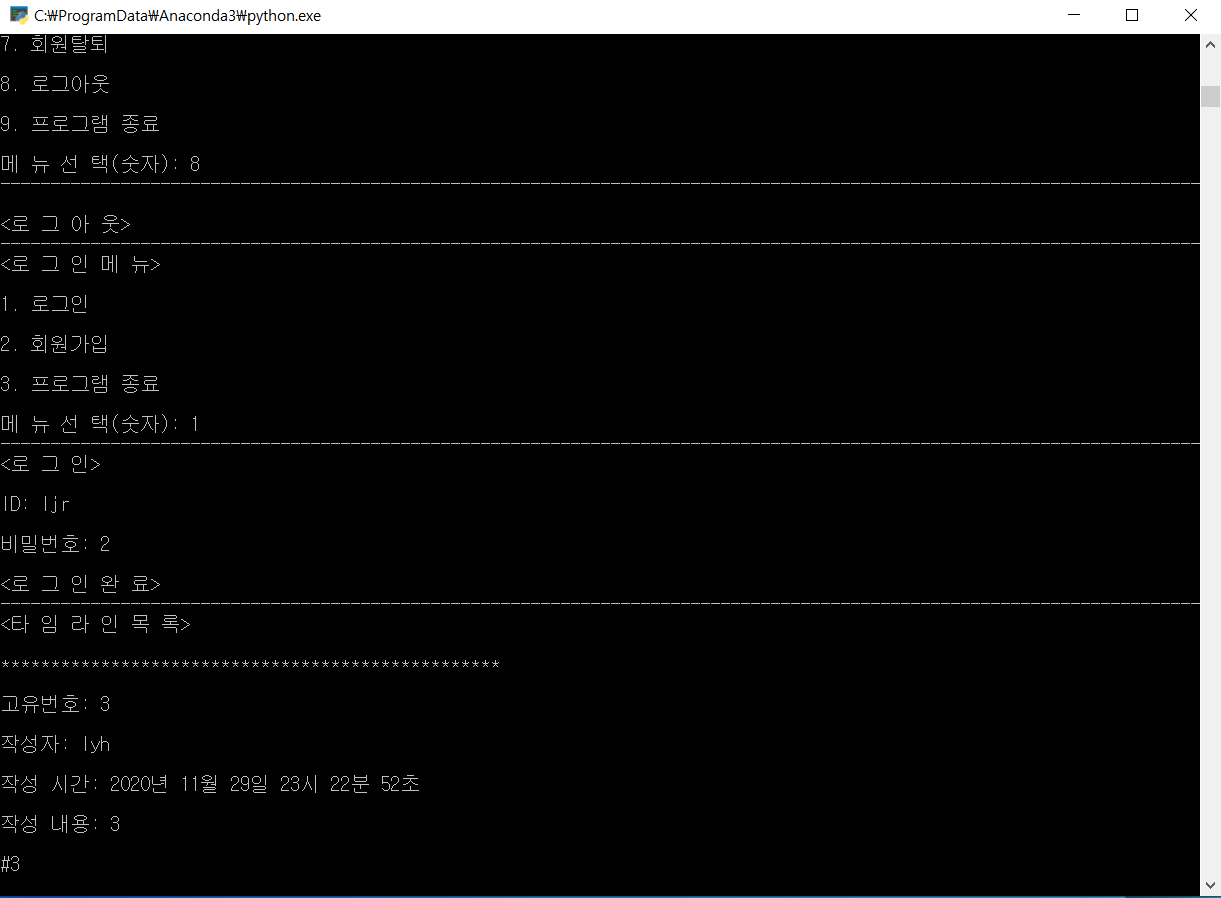 C:₩ProgramData₩Anaconda3₩python.exe
7. 회원탈퇴
8. 로그아웃
9. 프로그램 종료
메 뉴 선 택(숫자): 8
<로 그 아 웃>
<로 그 인 메 뉴>
1. 로그인
2. 회원가입
3. 프로그램 종료
메 뉴 선 택(숫자): 1
<로 그 인>
ID: ljr
비밀번호: 2
<로 그 인 완 료>
<타 임 라 인 목 록>
**************************************************
고유번호: 3
작성자: lyh
작성 시간: 2020년 11월 29일 23시 22분 52초
작성 내용: 3
#3